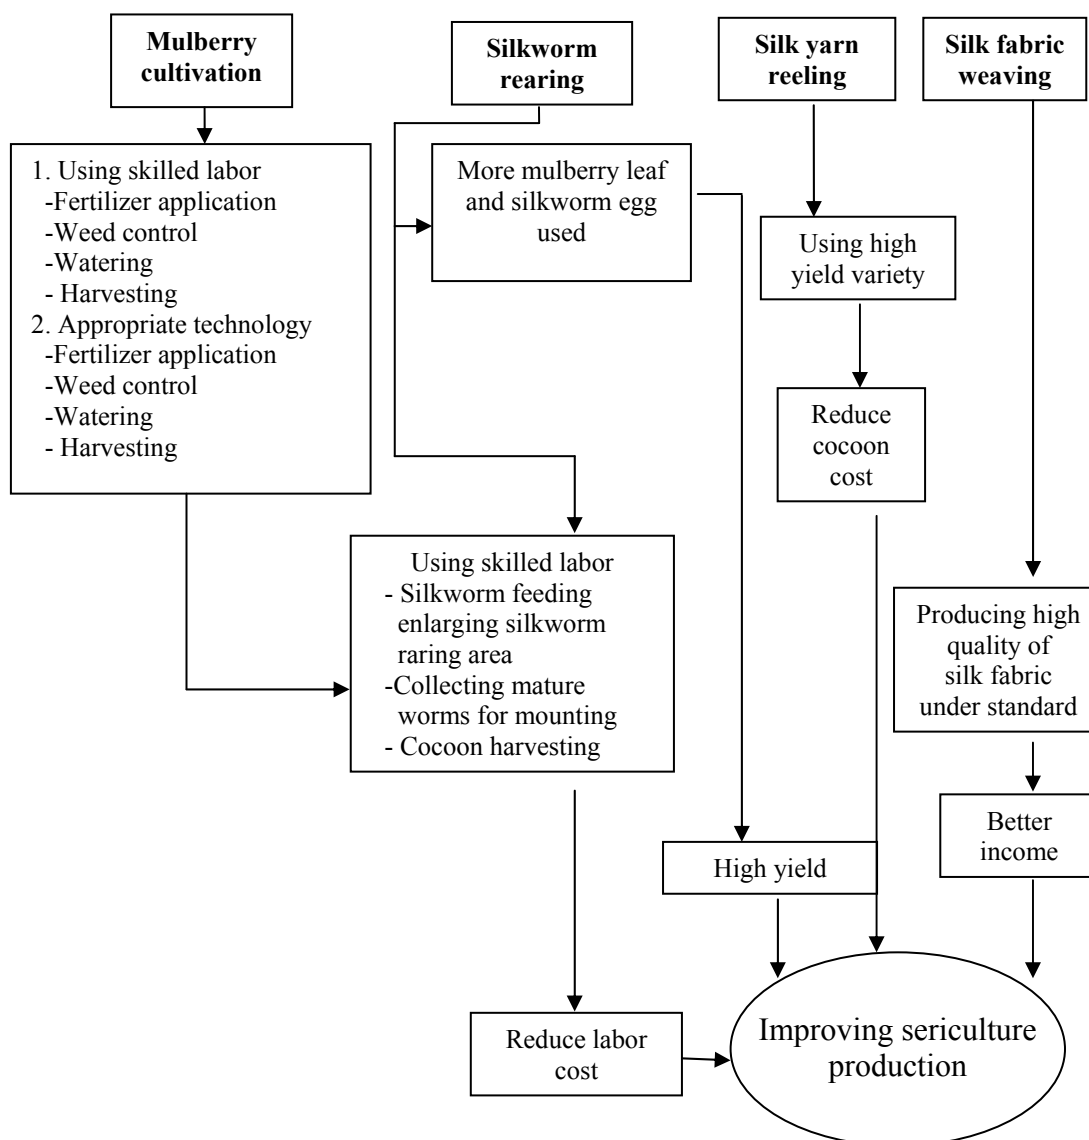 Mulberry
cultivation
Silkworm
rearing
Silk yarn
reeling
Silk fabric
weaving
1. Using skilled labor
-Fertilizer application
-Weed control
-Watering
- Harvesting
2. Appropriate technology
-Fertilizer application
-Weed control
-Watering
- Harvesting
More mulberry leaf
and silkworm egg
used
Using high
yield variety
Reduce
cocoon
cost
Using skilled labor
- Silkworm feeding
enlarging silkworm
raring area
-Collecting mature
worms for mounting
- Cocoon harvesting
Producing high
quality of
silk fabric
under standard
Better
income
High yield
Reduce labor
cost
Improving sericulture
production